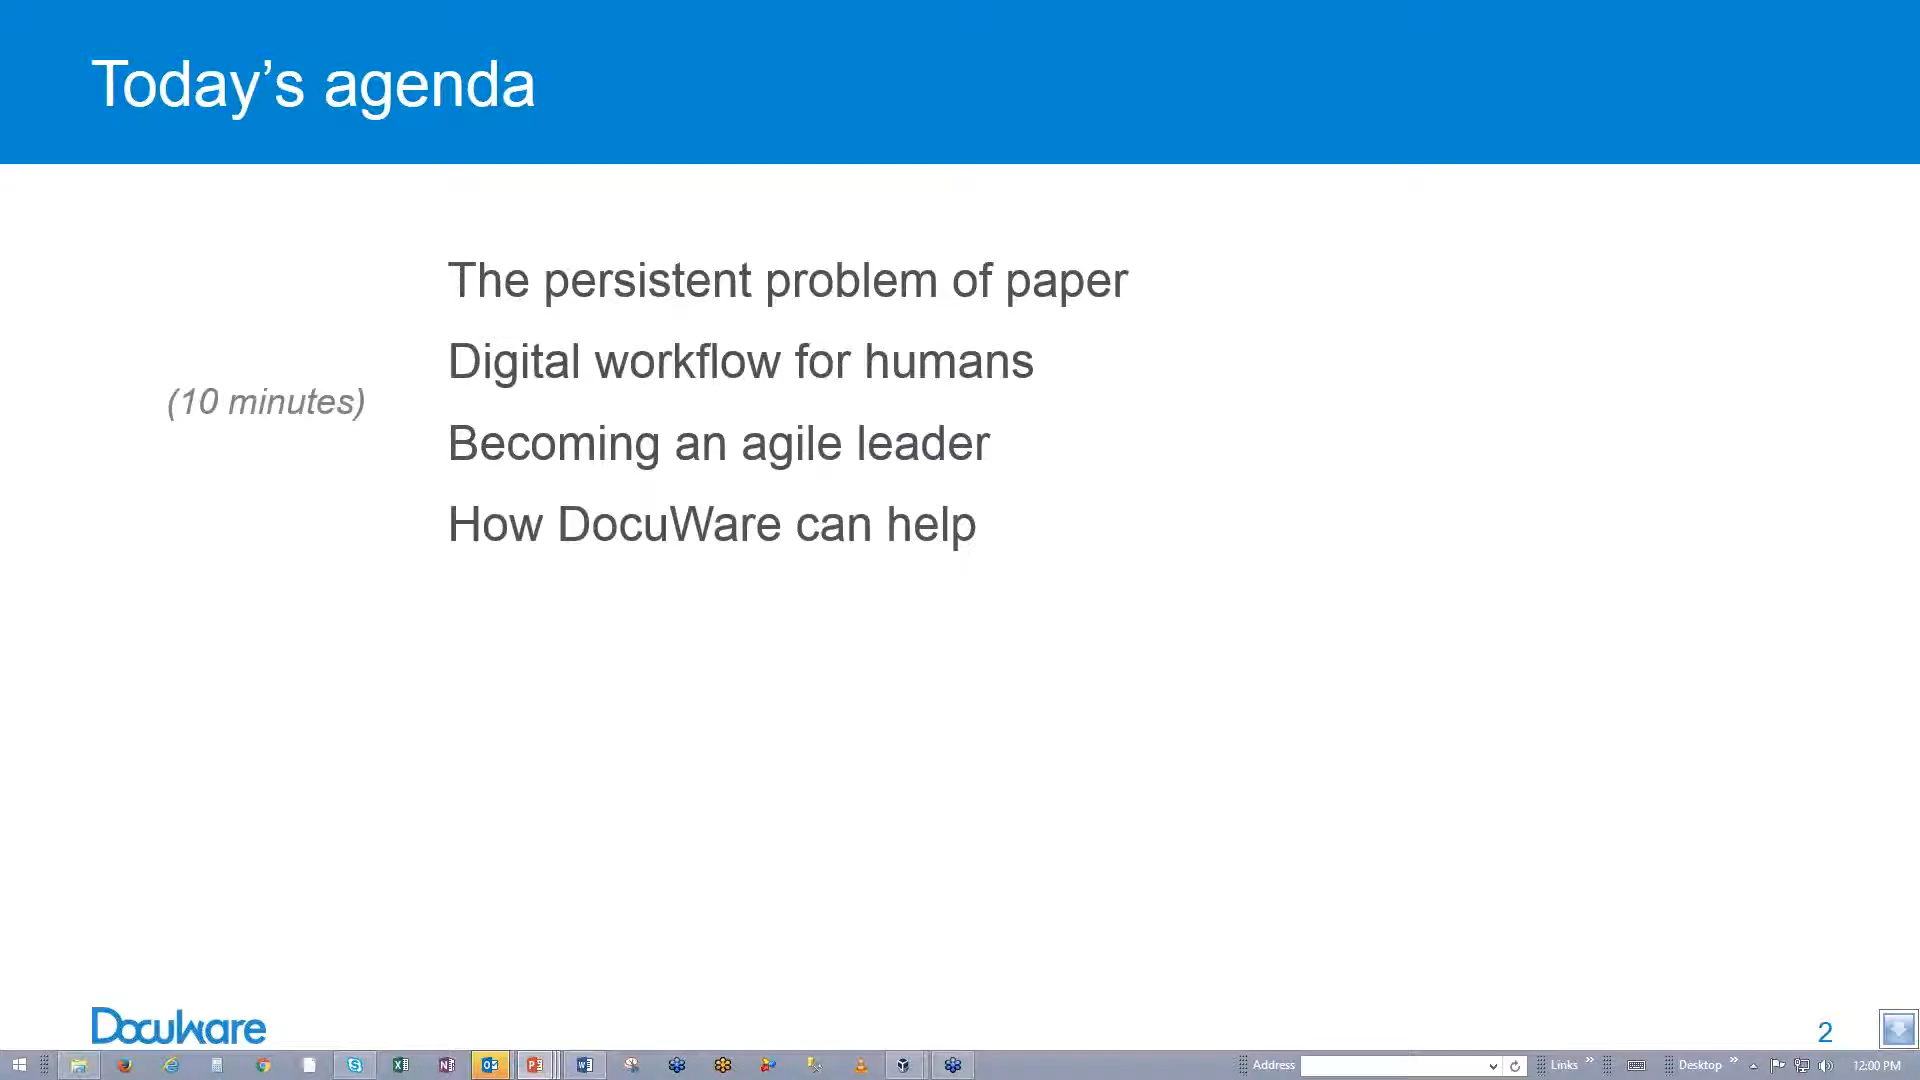 Today’s agenda
The persistent problem of paper
Digital workflow for humans
(10 minutes)
Becoming an agile leader
How DocuWare can help
DocuWare
2
Address
Links
Desktop
12:00 PM